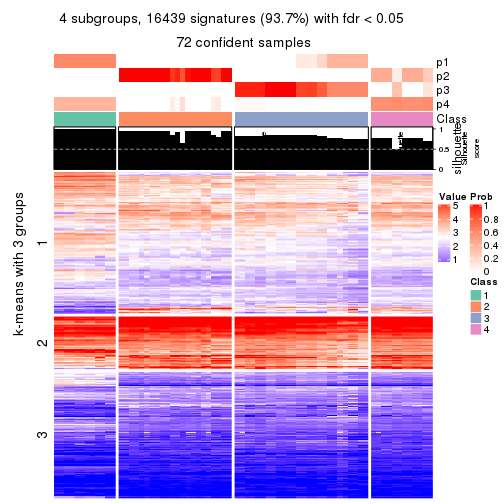 4 subgroups, 16439 signatures (93.7%) with fdr < 0.05
72 confident samples
p1
p2
p3
p4
Class
1
0.5
0
silhouette
Silhouette
score
k-means with 3 groups
1
2
3
Value
5
4
3
2
1
Prob
1
0.8
0.6
0.4
0.2
0
Class
1
2
3
4